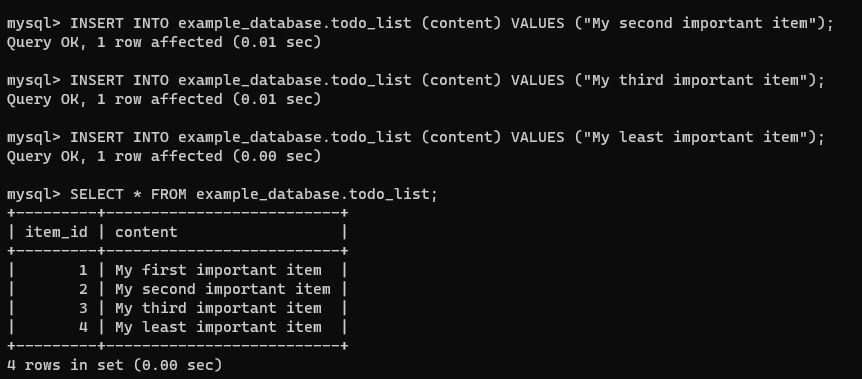 mysql> INSERT INTO example_database.todo_list (content) VALUES ("My second important item");
Query OK, 1 row affected (0.01 sec)

mysql> INSERT INTO example_database.todo_list (content) VALUES ("My third important item");
Query OK, 1 row affected (0.01 sec)

mysql> INSERT INTO example_database.todo_list (content) VALUES ("My least important item");
Query OK, 1 row affected (0.00 sec)

mysql> SELECT * FROM example_database.todo_list;
+---------+--------------------------+
| item_id | content                  |
+---------+--------------------------+
|       1 | My first important item  |
|       2 | My second important item |
|       3 | My third important item  |
|       4 | My least important item  |
+---------+--------------------------+
4 rows in set (0.00 sec)